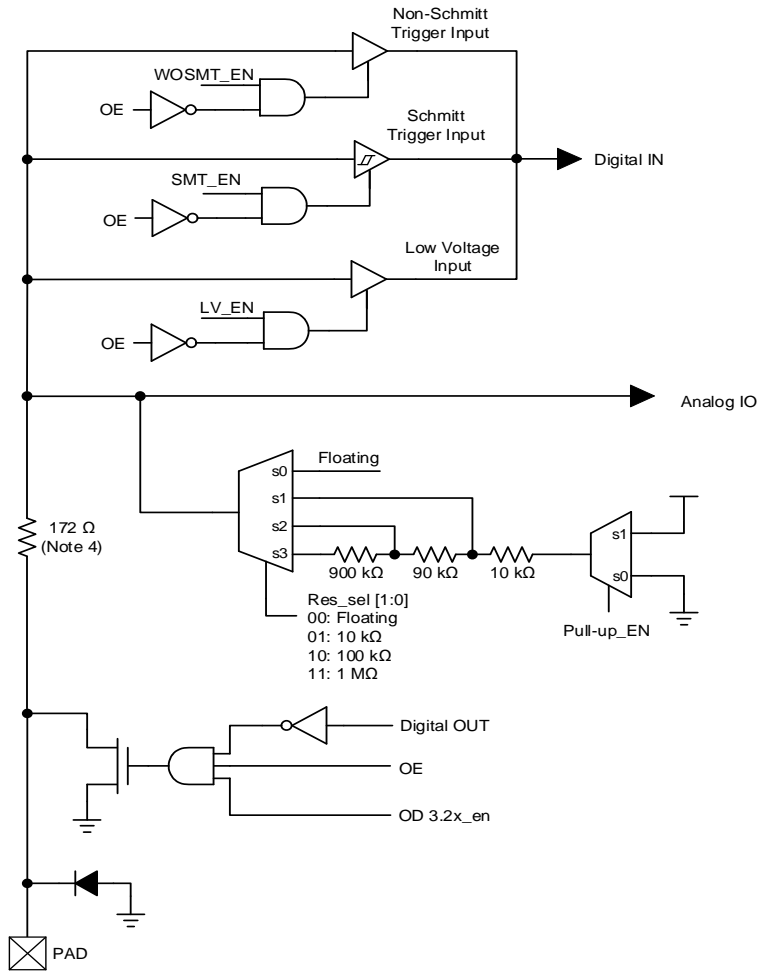 Non-Schmitt
Trigger Input
WOSMT_EN
OE
Schmitt
Trigger Input
Digital IN
SMT_EN
OE
Low Voltage
Input
LV_EN
OE
Analog IO
Floating
s0
s1
s2
s3
172 Ω
(Note 4)
900 kΩ
90 kΩ
10 kΩ
s1
s0
Res_sel [1:0]
00: Floating
01: 10 kΩ
10: 100 kΩ
11: 1 MΩ
Pull-up_EN
Digital OUT
OE
OD 3.2x_en
PAD